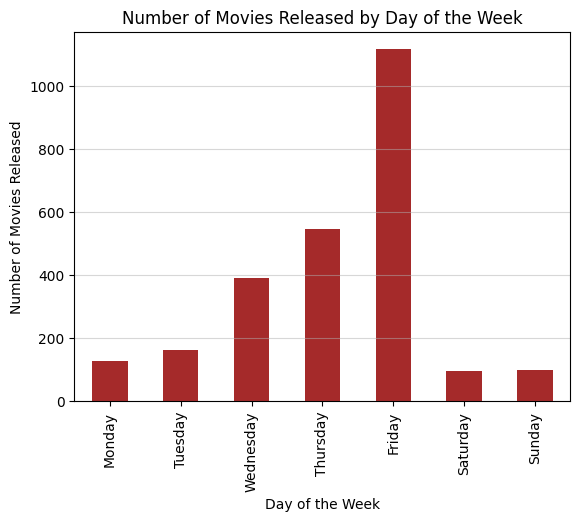 Number of Movies Released by Day of the Week
Number of Movies Released
1000
800
600
400
200
0
Monday
Tuesday
Wednesday
Thursday
Friday
Saturday
Sunday
Day of the Week